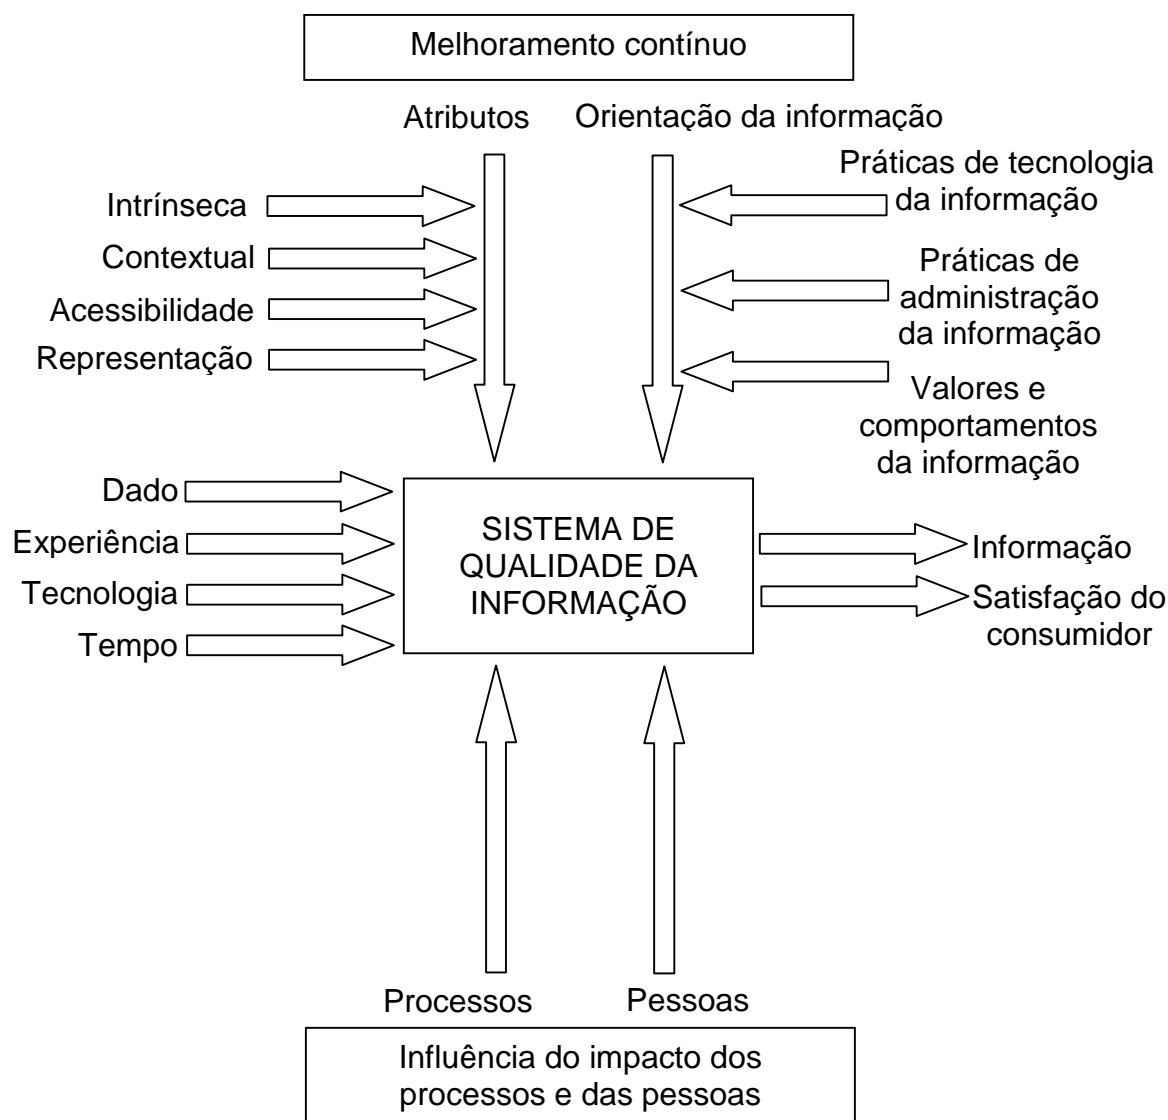 Melhoramento contínuo
Atributos
Orientação da informação
Intrínseca
Contextual
Acessibilidade
Representação
Práticas de tecnologia
da informação
Práticas de
administração
da informação
Valores e
comportamentos
da informação
Dado
Experiência
Tecnologia
Tempo
SISTEMA DE
QUALIDADE DA
INFORMAÇÃO
Informação
Satisfação do
consumidor
Processos
Pessoas
Influência do impacto dos
processos e das pessoas